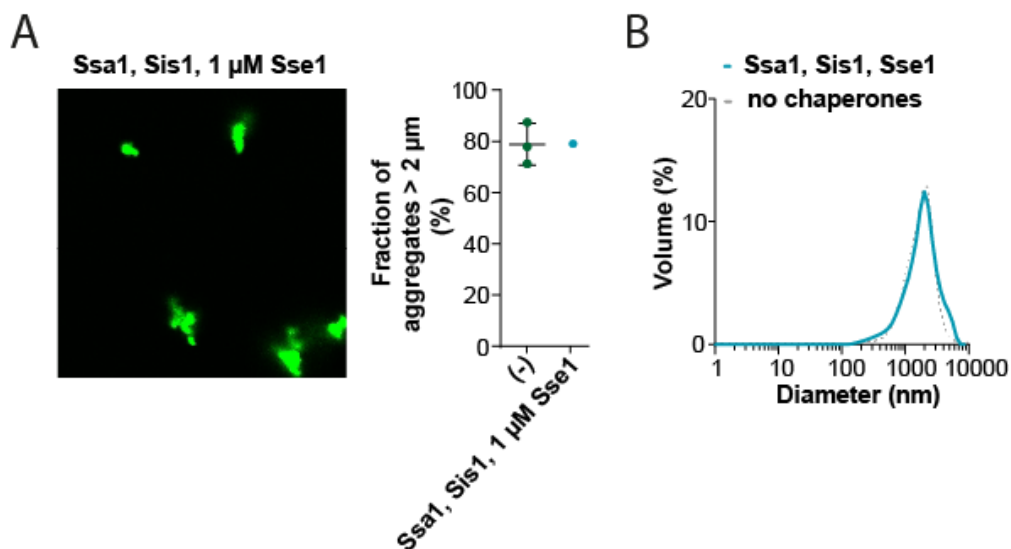 A
Ssa1, Sis1, 1 µM Sse1
Fraction of
aggregates > 2 µm
(%)
100
80
60
40
20
0
(-)
Ssa1, Sis1, 1 µM Sse1
B
Ssa1, Sis1, Sse1
no chaperones
Volume (%)
20
10
0
1 10 100 1000 10000
Diameter (nm)